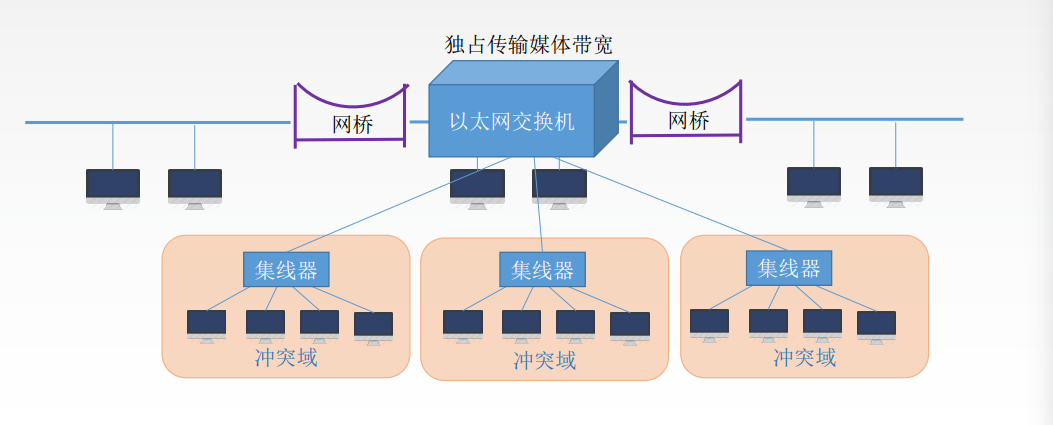 独占传输媒体带宽
网桥
以太网交换机
网桥
集线器
集线器
集线器
冲突域
冲突域
冲突域